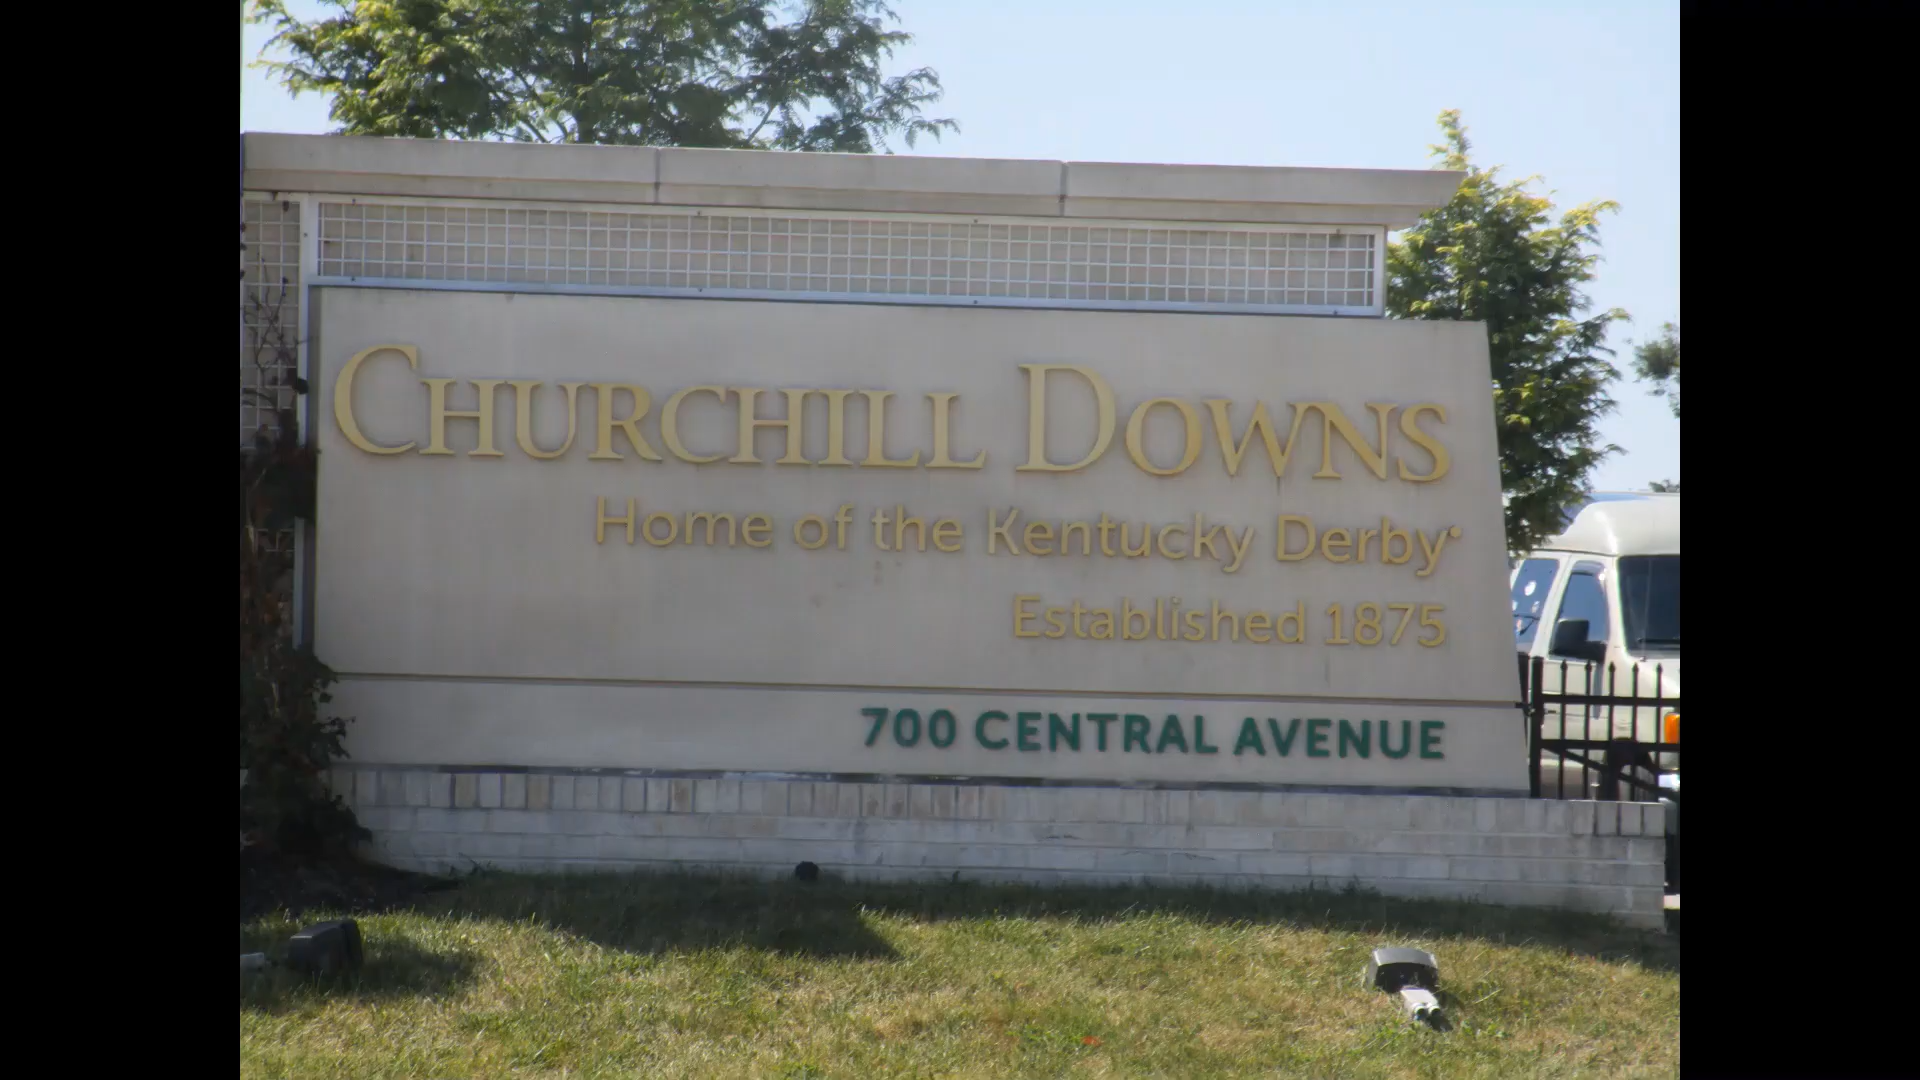 CHURCHILL DOWNS
Home of the Kentucky Derby
Established 1875
700 CENTRAL AVENUE